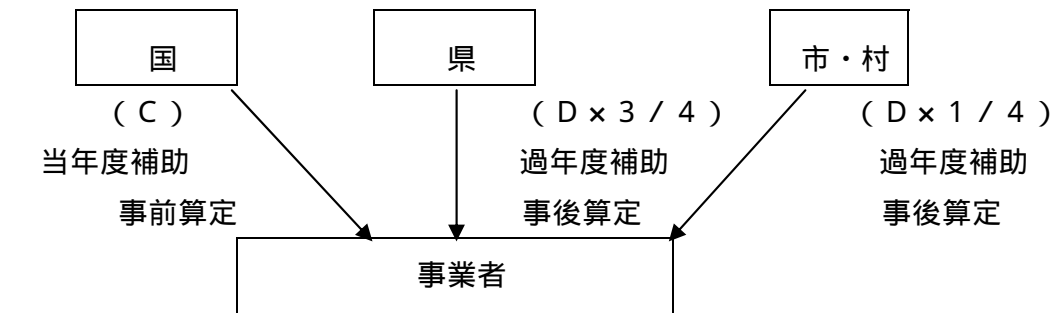 国 県 市・村
(C) (D×3/4) (D×1/4)
当年度補助 過年度補助 過年度補助
事前算定 事後算定 事後算定
事業者